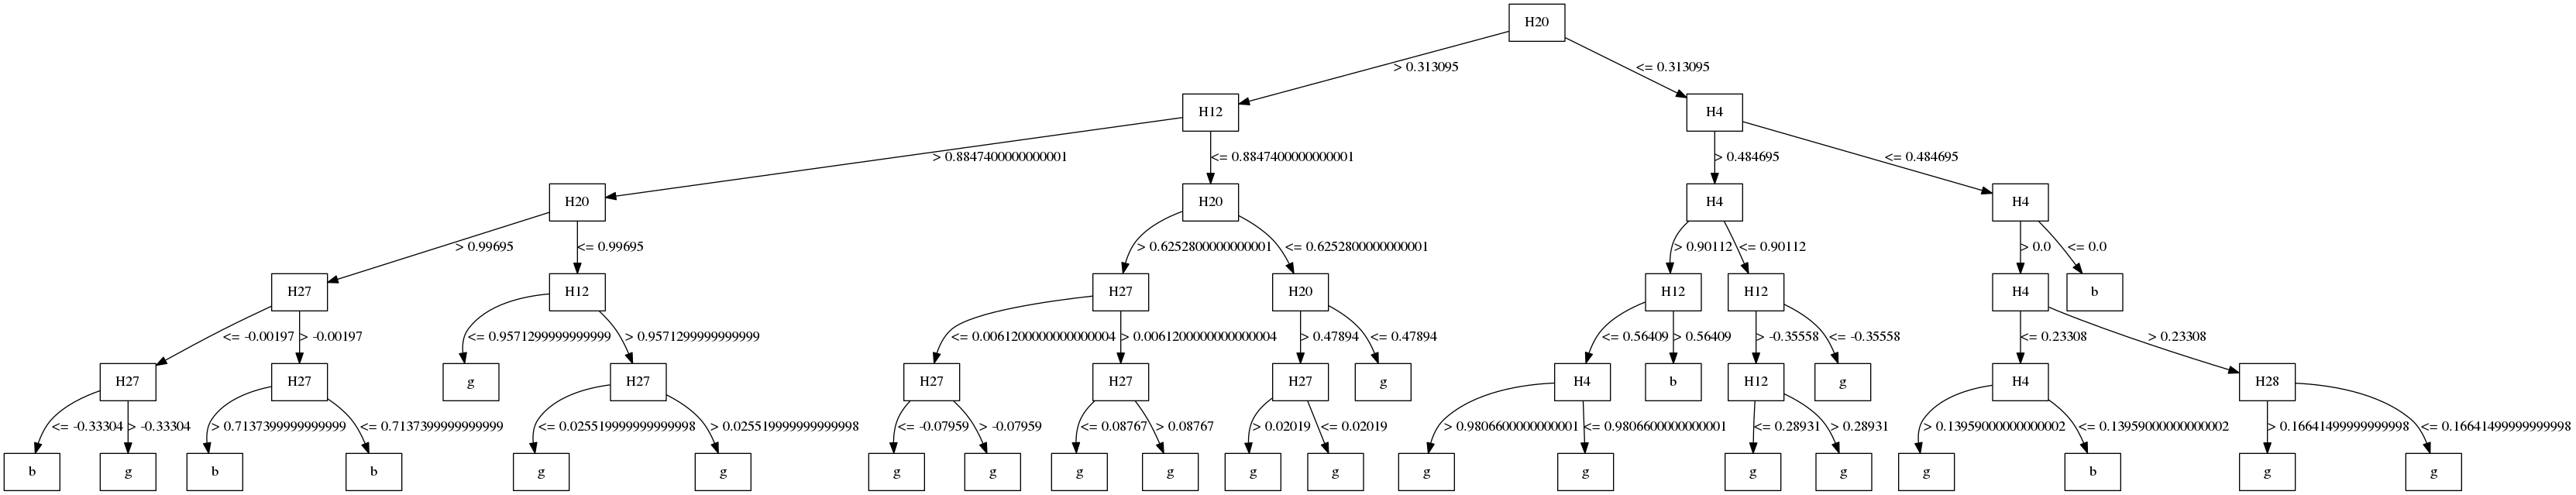 H20
> 0.313095 <= 0.313095
H12 H4
> 0.8847400000000001 <= 0.8847400000000001 > 0.484695 <= 0.484695
H20 H20 H4 H4
> 0.99695 <= 0.99695 > 0.6252800000000001 <= 0.6252800000000001 > 0.90112 <= 0.90112 > 0.0 <= 0.0
H27 H12 H27 H20 H12 H12 H4 b
<= -0.00197 > -0.00197 <= 0.9571299999999999 > 0.9571299999999999 <= 0.0061200000000000004 > 0.0061200000000000004 > 0.47894 <= 0.47894 <= 0.56409 > 0.56409 > -0.35558 <= -0.35558 <= 0.23308 > 0.23308
H27 H27 g H27 H27 H27 H27 g H4 b H12 g H4 H28
<= -0.33304 > -0.33304 > 0.7137399999999999 <= 0.7137399999999999 <= 0.025519999999999998 > 0.025519999999999998 <= -0.07959 > -0.07959 <= 0.08767 > 0.08767 > 0.02019 <= 0.02019 > 0.9806600000000001 <= 0.9806600000000001 <= 0.28931 > 0.28931 > 0.13959000000000002 <= 0.13959000000000002 > 0.16641499999999998 <= 0.16641499999999998
b g b b g g g g g g g g g g g g g b g g